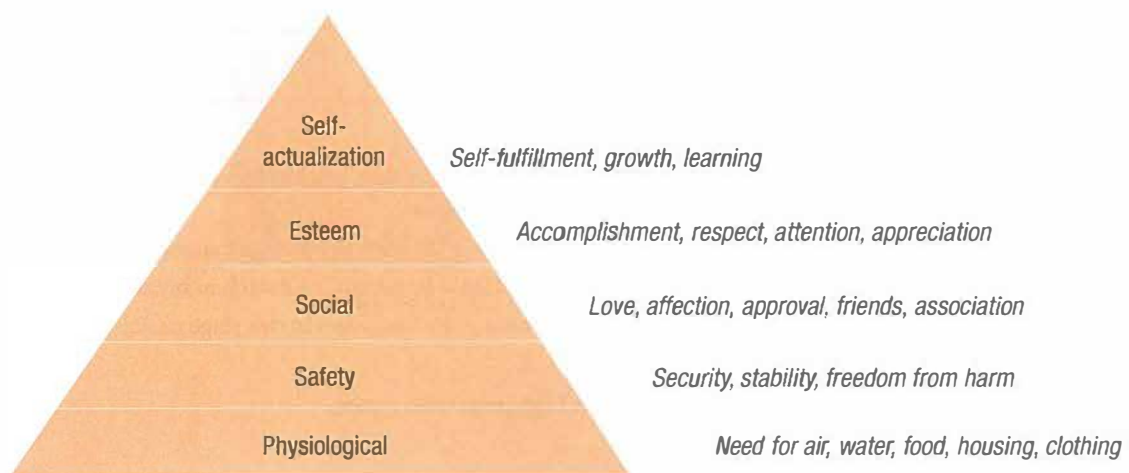 Self-
actualization
Self-fulfillment, growth, learning
Esteem
Accomplishment, respect, attention, appreciation
Social
Love, affection, approval, friends, association
Safety
Security, stability, freedom from harm
Physiological
Need for air, water, food, housing, clothing